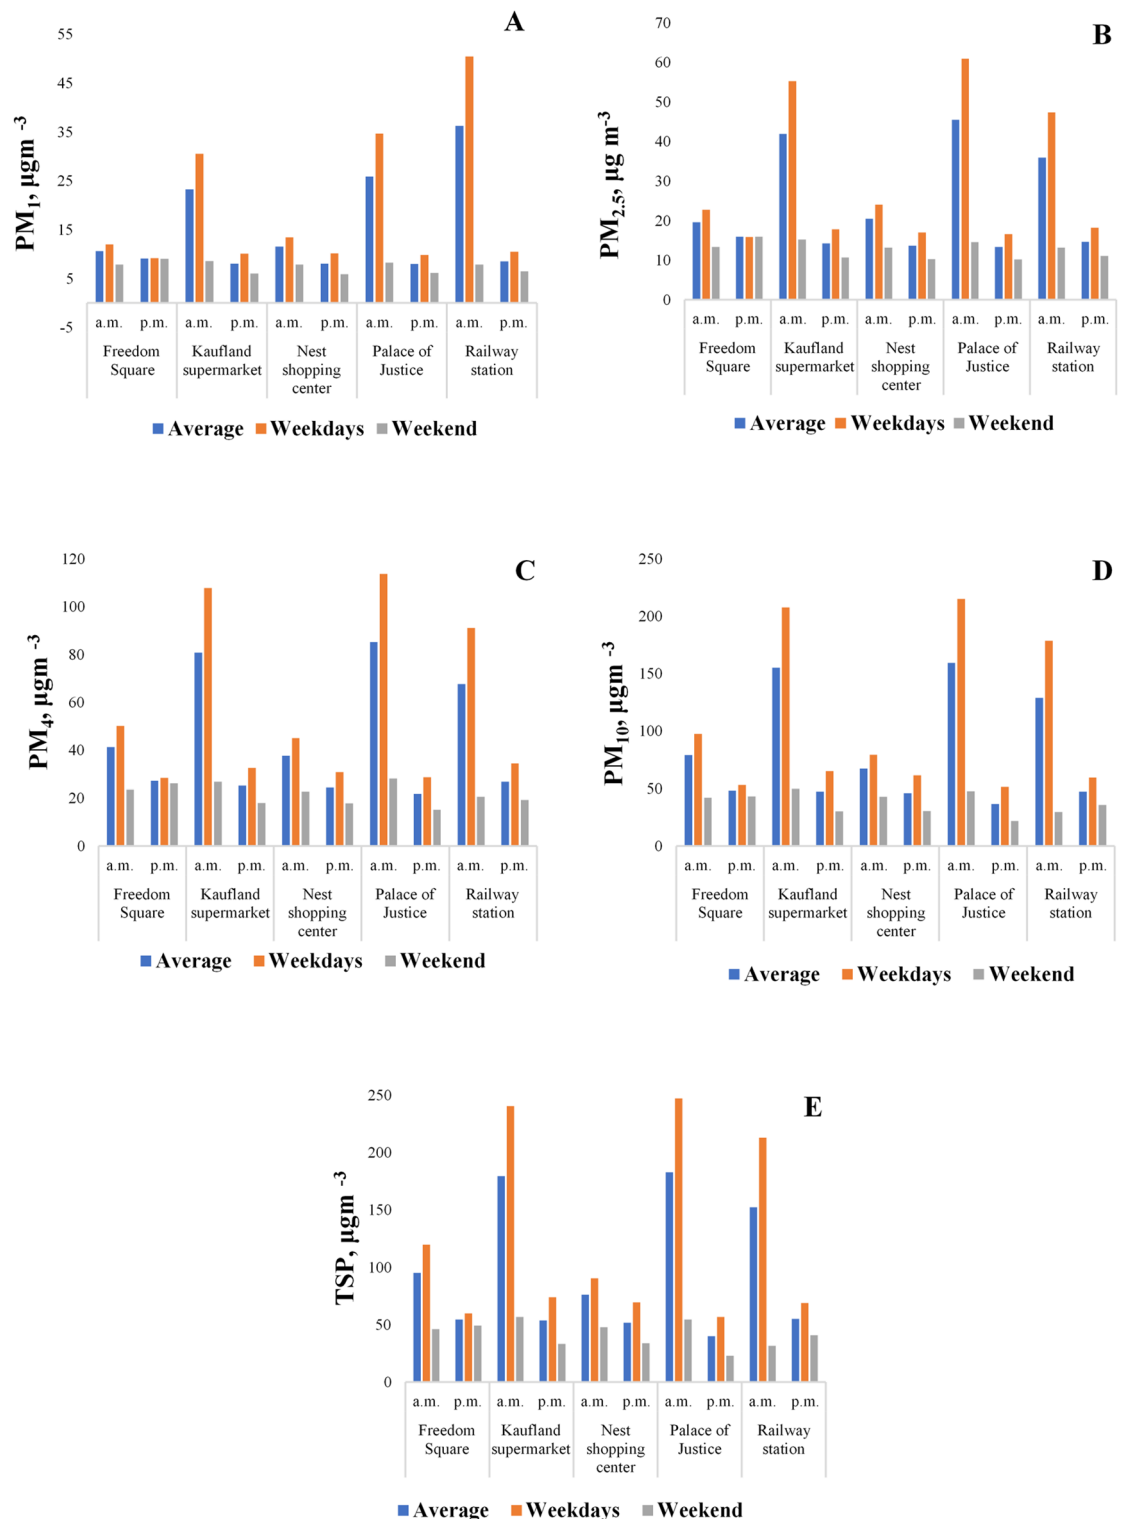 A
PM1, µgm -3
55
45
35
25
15
5
-5
a.m. p.m. a.m. p.m. a.m. p.m. a.m. p.m. a.m. p.m.
Freedom Kaufland Nest Palace of Railway
Square supermarket shopping Justice station
center
Average Weekdays Weekend
B
PM2.5, µg m-3
70
60
50
40
30
20
10
0
a.m. p.m. a.m. p.m. a.m. p.m. a.m. p.m. a.m. p.m.
Freedom Kaufland Nest Palace of Railway
Square supermarket shopping Justice station
center
Average Weekdays Weekend
C
PM4, µgm -3
120
100
80
60
40
20
0
a.m. p.m. a.m. p.m. a.m. p.m. a.m. p.m. a.m. p.m.
Freedom Kaufland Nest Palace of Railway
Square supermarket shopping Justice station
center
Average Weekdays Weekend
D
PM10, µgm -3
250
200
150
100
50
0
a.m. p.m. a.m. p.m. a.m. p.m. a.m. p.m. a.m. p.m.
Freedom Kaufland Nest Palace of Railway
Square supermarket shopping Justice station
center
Average Weekdays Weekend
E
TSP, µgm -3
250
200
150
100
50
0
a.m. p.m. a.m. p.m. a.m. p.m. a.m. p.m. a.m. p.m.
Freedom Kaufland Nest Palace of Railway
Square supermarket shopping Justice station
center
Average Weekdays Weekend